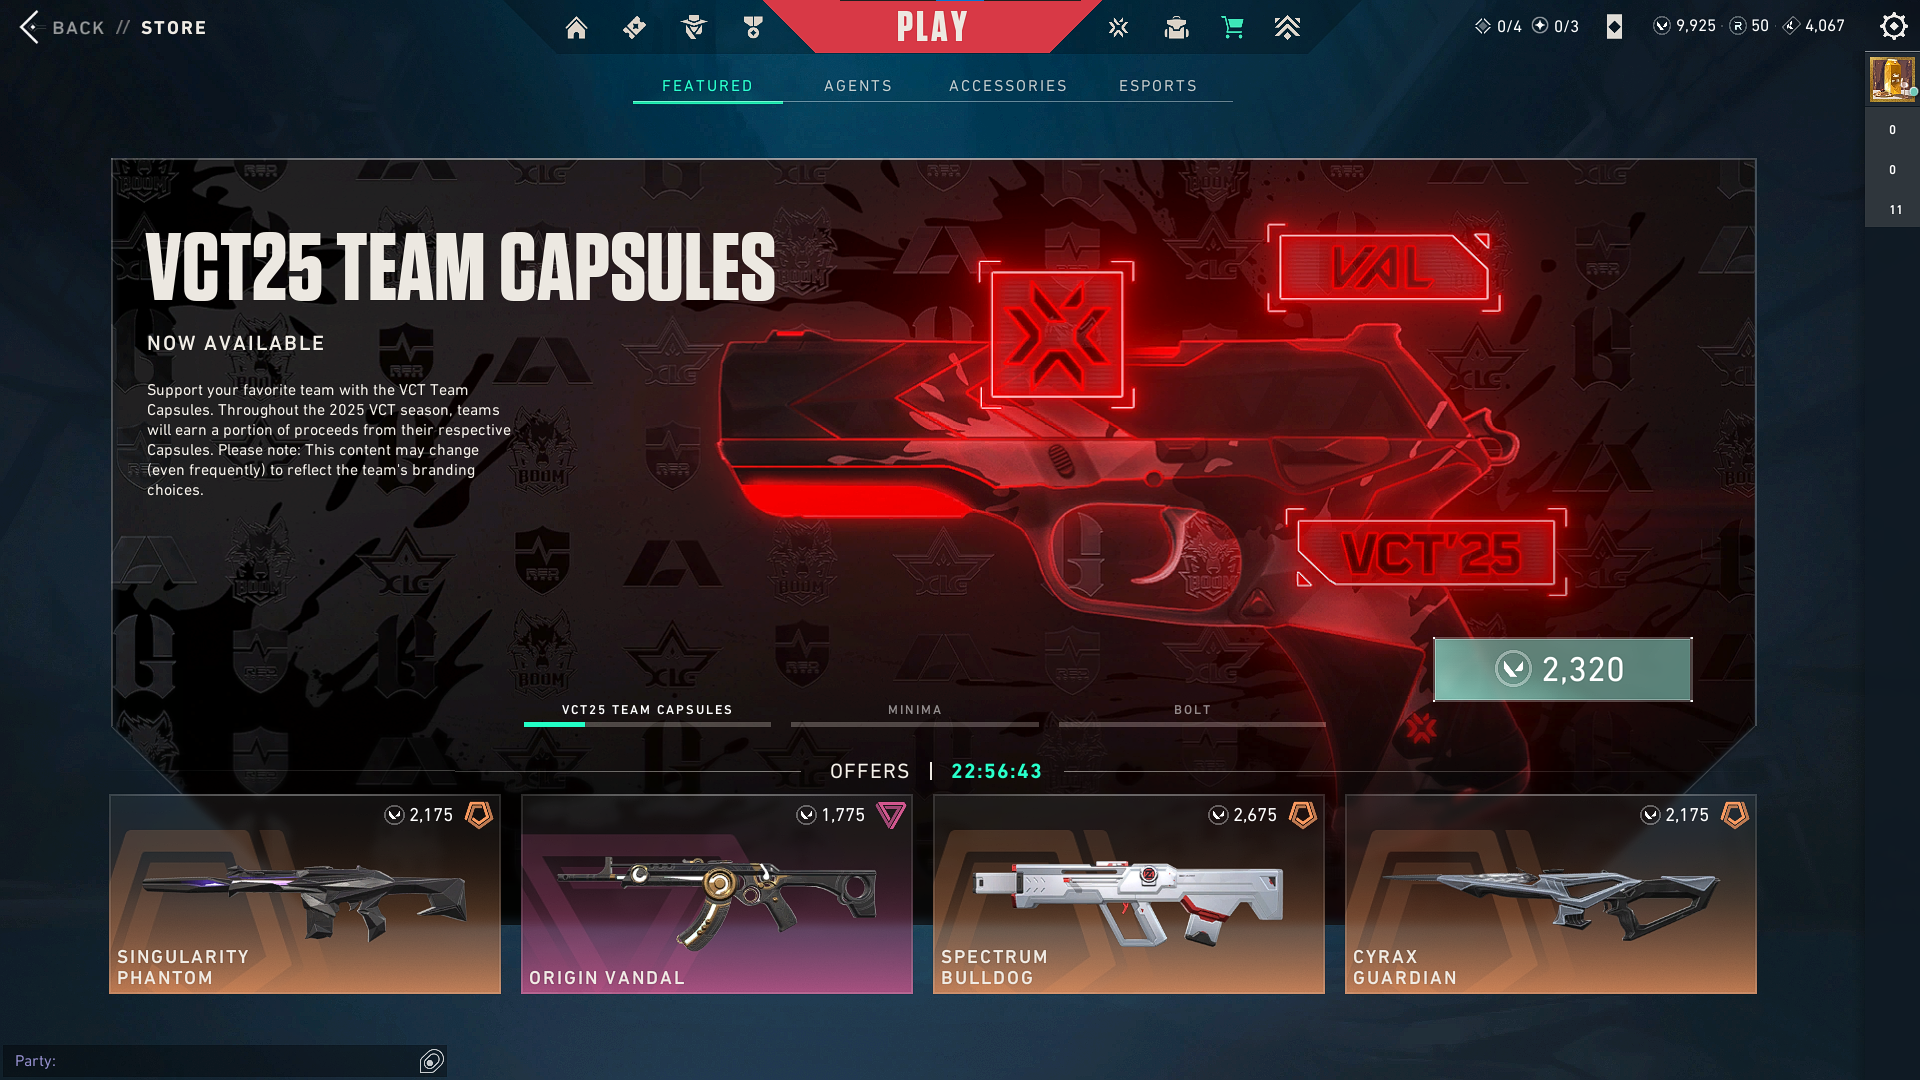 BACK // STORE
PLAY
0/4 0/3
9,925 50 4,067
FEATURED
AGENTS
ACCESSORIES
ESPORTS
0
0
11
VCT25 TEAM CAPSULES
NOW AVAILABLE
Support your favorite team with the VCT Team
Capsules. Throughout the 2025 VCT season, teams
will earn a portion of proceeds from their respective
Capsules. Please note: This content may change
(even frequently) to reflect the team's branding
choices.
VAL
VCT'25
2,320
VCT25 TEAM CAPSULES
MINIMA
BOLT
OFFERS | 22:56:43
2,175
SINGULARITY
PHANTOM
1,775
ORIGIN VANDAL
2,675
SPECTRUM
BULLDOG
2,175
CYRAX
GUARDIAN
Party: